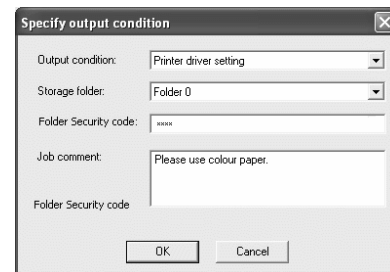 Specify output condition
Output condition: Printer driver setting
Storage folder: Folder 0
Folder Security code: ****
Job comment: Please use colour paper.
Folder Security code
OK Cancel